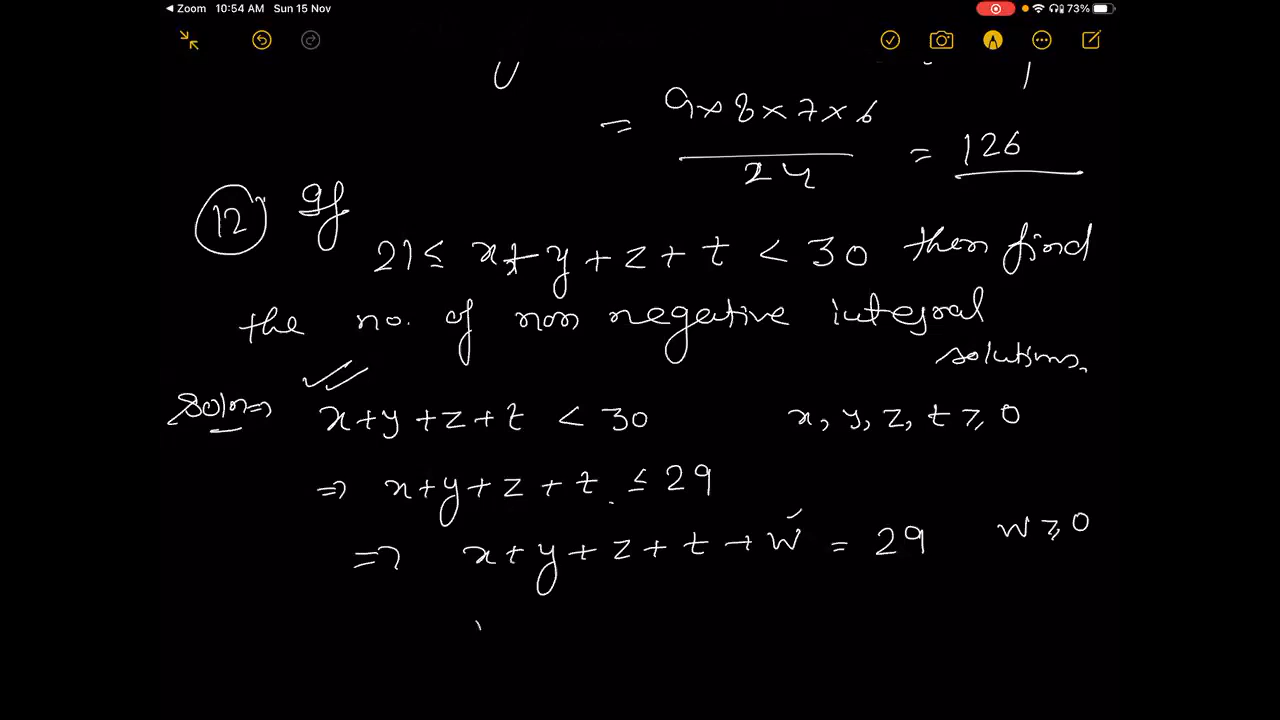 Zoom 10:54 AM Sun 15 Nov 73%
= 9×8×7×6 / 24 = 126
12 If
21 ≤ x+y+z+t < 30 then find
the no. of non negative integral
solutions.
Soln⇒ x+y+z+t < 30 x, y, z, t ≥ 0
⇒ x+y+z+t ≤ 29
⇒ x+y+z+t+w = 29 w ≥ 0